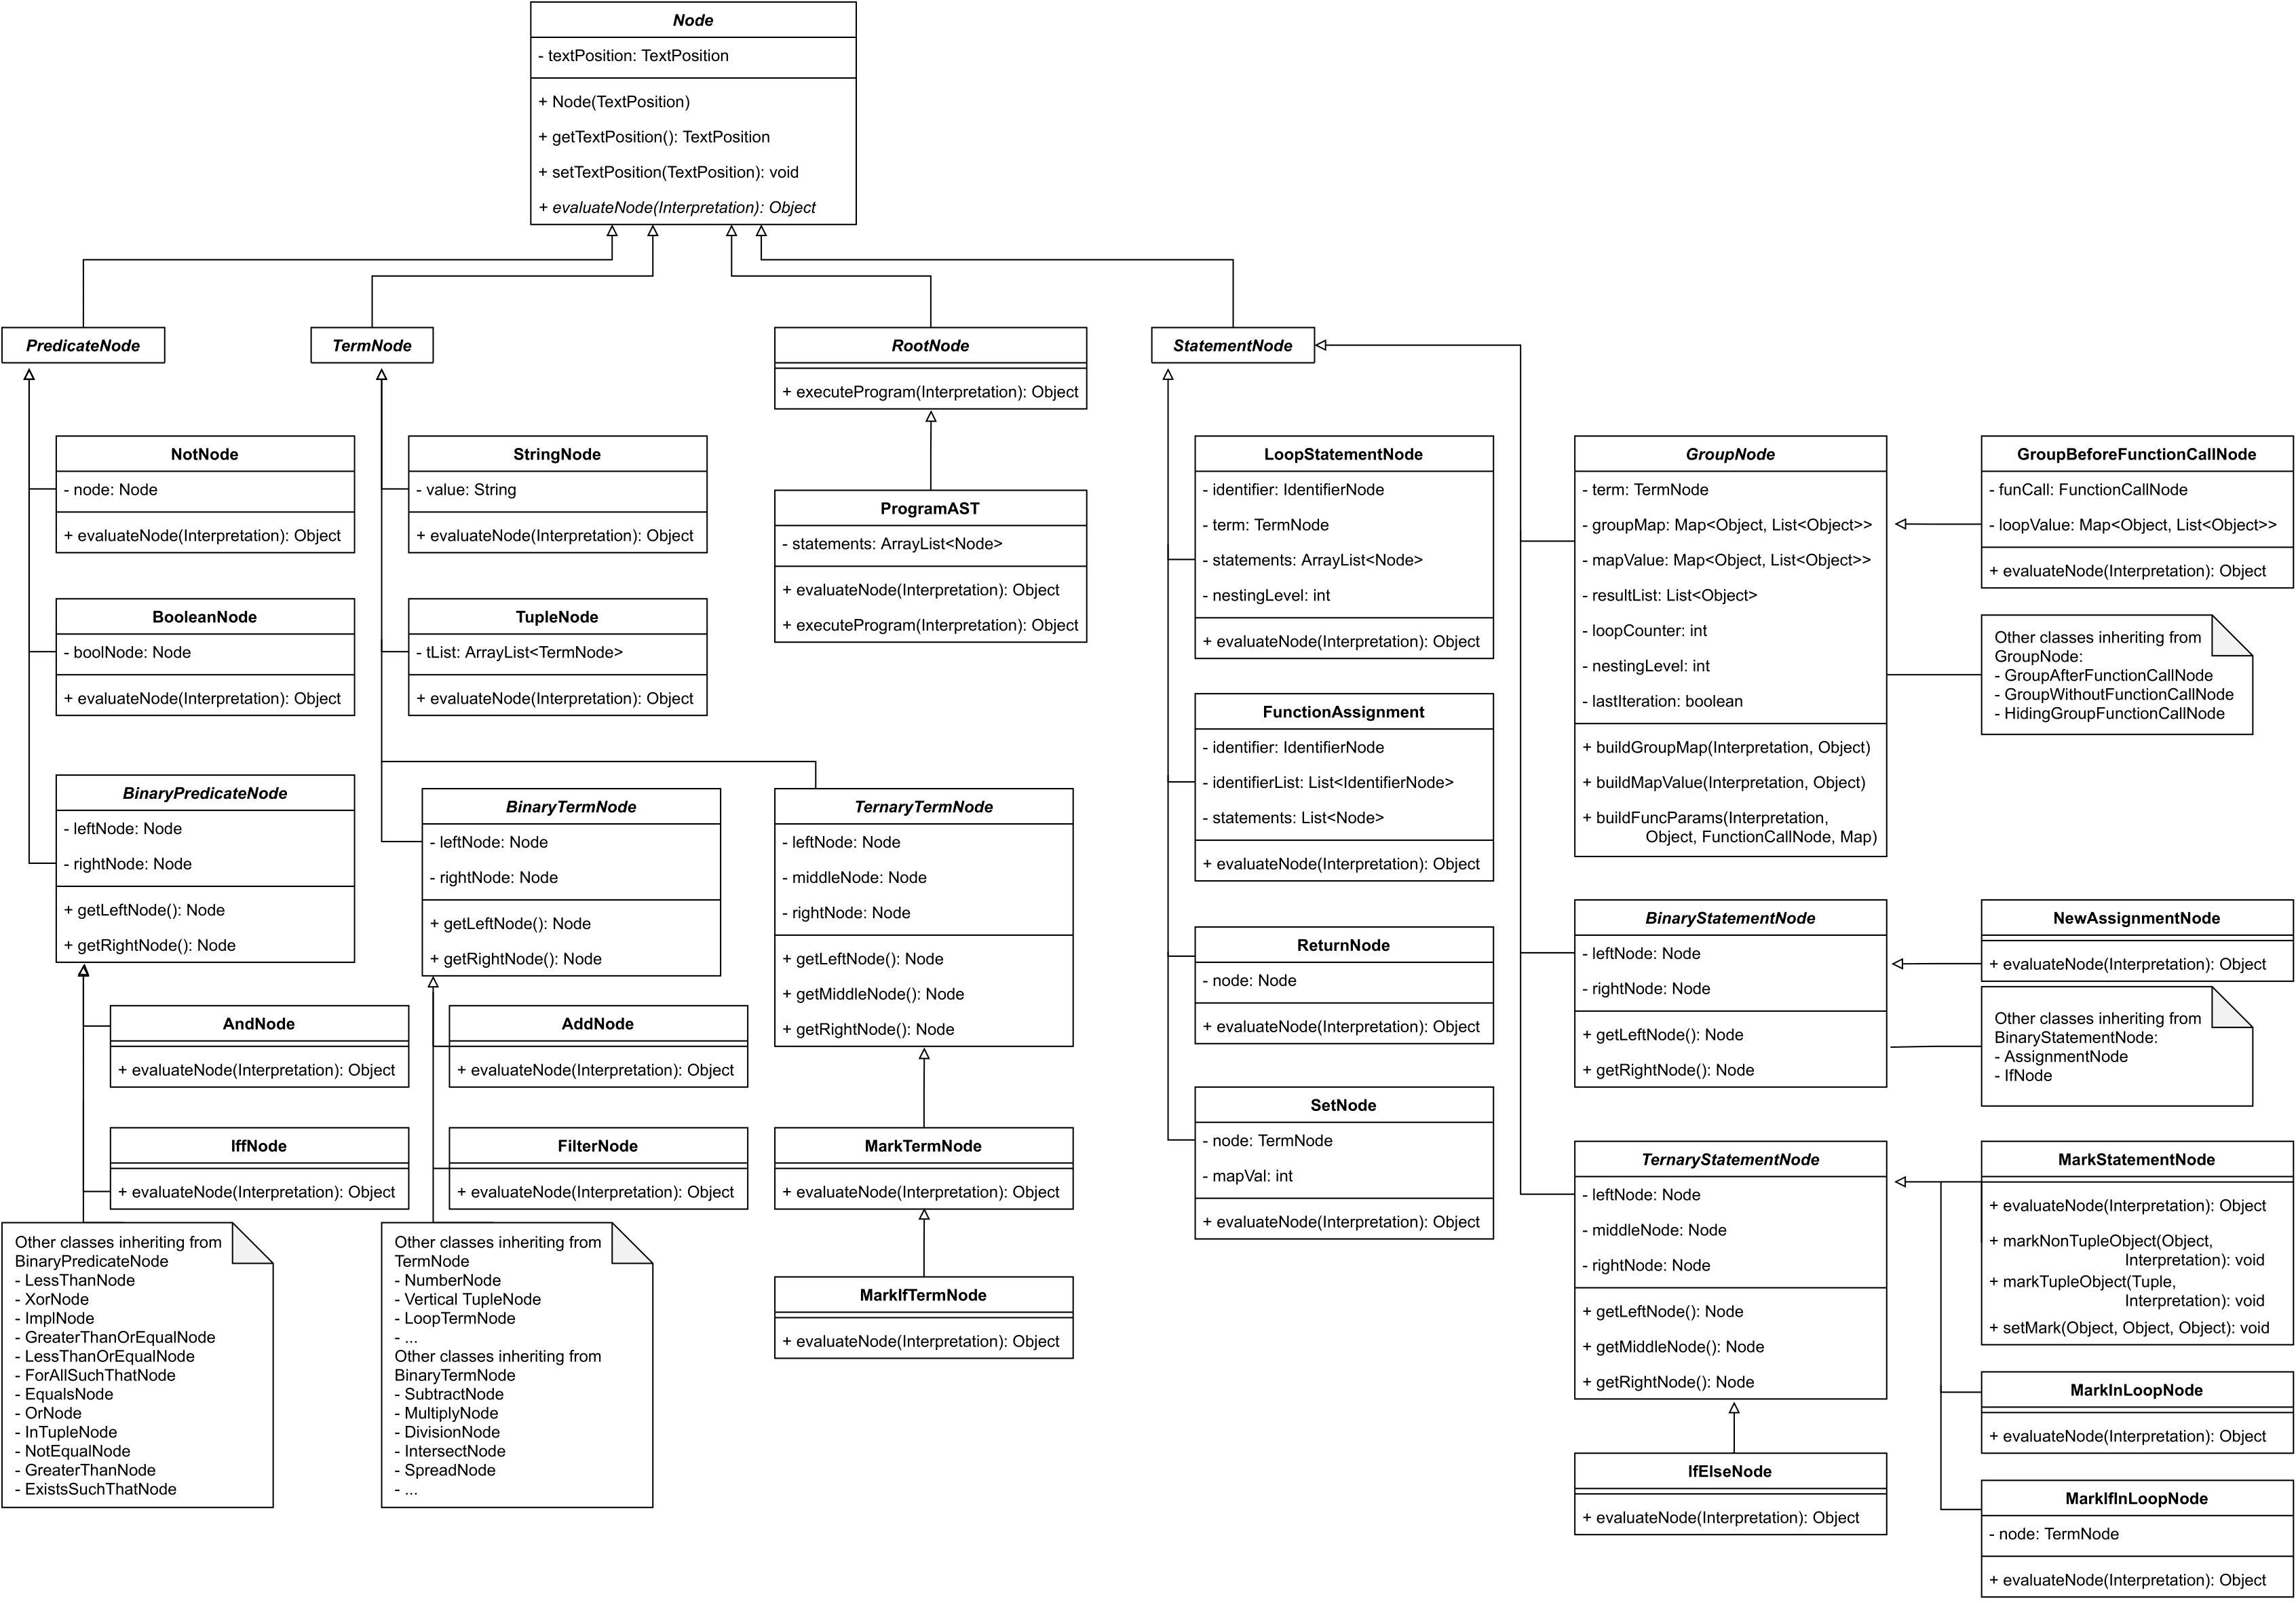 Node
- textPosition: TextPosition
+ Node(TextPosition)
+ getTextPosition(): TextPosition
+ setTextPosition(TextPosition): void
+ evaluateNode(Interpretation): Object
PredicateNode
NotNode
- node: Node
+ evaluateNode(Interpretation): Object
BooleanNode
- boolNode: Node
+ evaluateNode(Interpretation): Object
BinaryPredicateNode
- leftNode: Node
- rightNode: Node
+ getLeftNode(): Node
+ getRightNode(): Node
AndNode
+ evaluateNode(Interpretation): Object
IffNode
+ evaluateNode(Interpretation): Object
Other classes inheriting from
BinaryPredicateNode
- LessThanNode
- XorNode
- ImplNode
- GreaterThanOrEqualNode
- LessThanOrEqualNode
- ForAllSuchThatNode
- EqualsNode
- OrNode
- InTupleNode
- NotEqualNode
- GreaterThanNode
- ExistsSuchThatNode
TermNode
StringNode
- value: String
+ evaluateNode(Interpretation): Object
TupleNode
- tList: ArrayList<TermNode>
+ evaluateNode(Interpretation): Object
BinaryTermNode
- leftNode: Node
- rightNode: Node
+ getLeftNode(): Node
+ getRightNode(): Node
AddNode
+ evaluateNode(Interpretation): Object
FilterNode
+ evaluateNode(Interpretation): Object
Other classes inheriting from
TermNode
- NumberNode
- Vertical TupleNode
- LoopTermNode
- ...
Other classes inheriting from
BinaryTermNode
- SubtractNode
- MultiplyNode
- DivisionNode
- IntersectNode
- SpreadNode
- ...
TernaryTermNode
- leftNode: Node
- middleNode: Node
- rightNode: Node
+ getLeftNode(): Node
+ getMiddleNode(): Node
+ getRightNode(): Node
MarkTermNode
+ evaluateNode(Interpretation): Object
MarkIfTermNode
+ evaluateNode(Interpretation): Object
RootNode
+ executeProgram(Interpretation): Object
ProgramAST
- statements: ArrayList<Node>
+ evaluateNode(Interpretation): Object
+ executeProgram(Interpretation): Object
StatementNode
LoopStatementNode
- identifier: IdentifierNode
- term: TermNode
- statements: ArrayList<Node>
- nestingLevel: int
+ evaluateNode(Interpretation): Object
FunctionAssignment
- identifier: IdentifierNode
- identifierList: List<IdentifierNode>
- statements: List<Node>
+ evaluateNode(Interpretation): Object
ReturnNode
- node: Node
+ evaluateNode(Interpretation): Object
SetNode
- node: TermNode
- mapVal: int
+ evaluateNode(Interpretation): Object
GroupNode
- term: TermNode
- groupMap: Map<Object, List<Object>>
- mapValue: Map<Object, List<Object>>
- resultList: List<Object>
- loopCounter: int
- nestingLevel: int
- lastIteration: boolean
+ buildGroupMap(Interpretation, Object)
+ buildMapValue(Interpretation, Object)
+ buildFuncParams(Interpretation,
Object, FunctionCallNode, Map)
GroupBeforeFunctionCallNode
- funCall: FunctionCallNode
- loopValue: Map<Object, List<Object>>
+ evaluateNode(Interpretation): Object
Other classes inheriting from
GroupNode:
- GroupAfterFunctionCallNode
- GroupWithoutFunctionCallNode
- HidingGroupFunctionCallNode
BinaryStatementNode
- leftNode: Node
- rightNode: Node
+ getLeftNode(): Node
+ getRightNode(): Node
NewAssignmentNode
+ evaluateNode(Interpretation): Object
Other classes inheriting from
BinaryStatementNode:
- AssignmentNode
- IfNode
TernaryStatementNode
- leftNode: Node
- middleNode: Node
- rightNode: Node
+ getLeftNode(): Node
+ getMiddleNode(): Node
+ getRightNode(): Node
IfElseNode
+ evaluateNode(Interpretation): Object
MarkStatementNode
+ evaluateNode(Interpretation): Object
+ markNonTupleObject(Object,
Interpretation): void
+ markTupleObject(Tuple,
Interpretation): void
+ setMark(Object, Object, Object): void
MarkInLoopNode
+ evaluateNode(Interpretation): Object
MarkIfInLoopNode
- node: TermNode
+ evaluateNode(Interpretation): Object